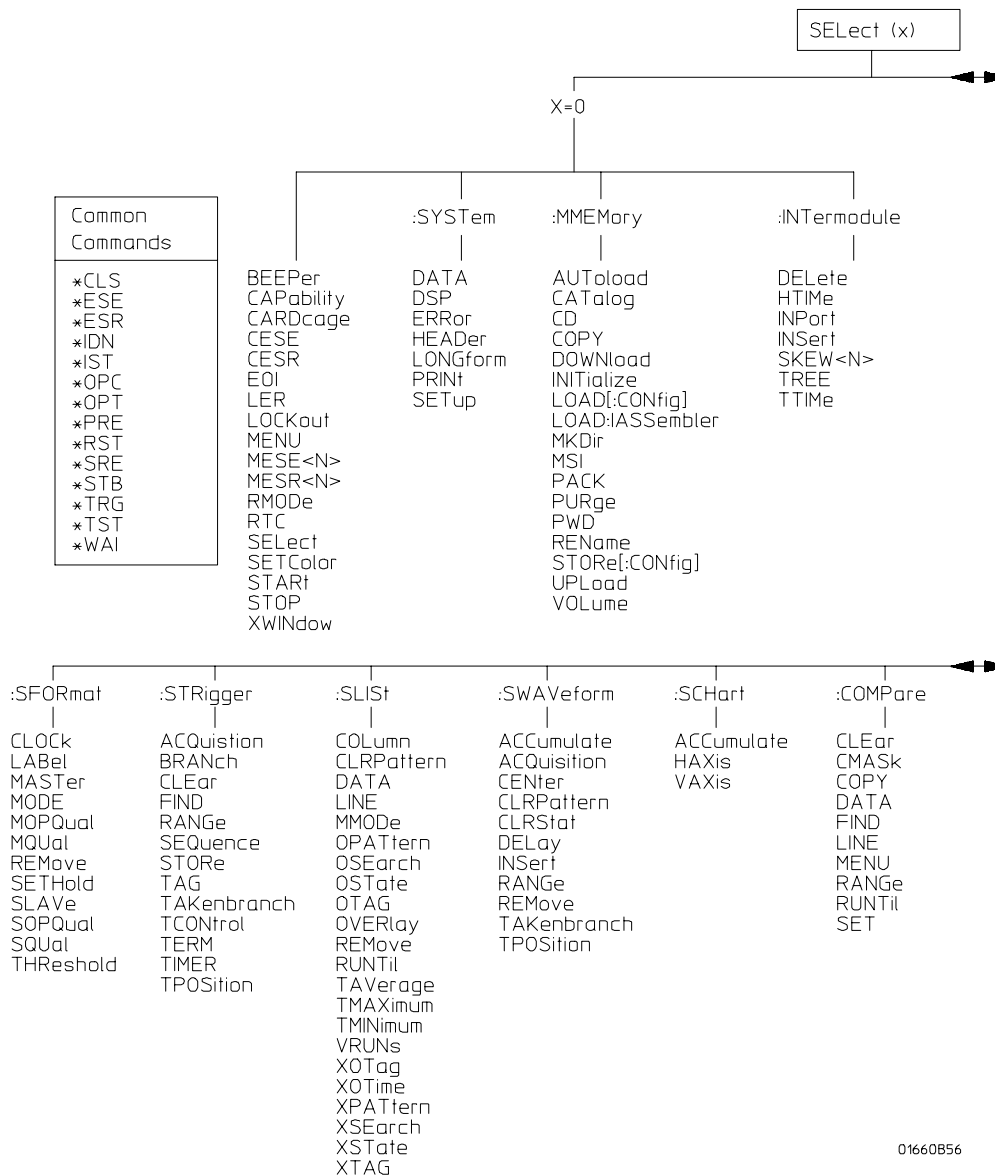 SELect (x)
X=0
Common
Commands
*CLS
*ESE
*ESR
*IDN
*IST
*OPC
*OPT
*PRE
*RST
*SRE
*STB
*TRG
*TST
*WAI
BEEPer
CAPability
CARDcage
CESE
CESR
EOI
LER
LOCKout
MENU
MESE<N>
MESR<N>
RMODe
RTC
SELect
SETColor
STARt
STOP
XWINdow
:SYSTem
DATA
DSP
ERRor
HEADer
LONGform
PRINt
SETup
:MMEMory
AUToload
CATalog
CD
COPY
DOWNload
INITialize
LOAD[:CONfig]
LOAD:IASSembler
MKDir
MSI
PACK
PURge
PWD
REName
STORe[:CONfig]
UPLoad
VOLume
:INTermodule
DELete
HTIMe
INPort
INSert
SKEW<N>
TREE
TTIMe
:SFORmat
CLOCk
LABel
MASTer
MODE
MOPQual
MQUal
REMove
SETHold
SLAVe
SOPQual
SQUal
THReshold
:STRigger
ACQuistion
BRANch
CLEar
FIND
RANGe
SEQuence
STORe
TAG
TAKenbranch
TCONtrol
TERM
TIMER
TPOSition
:SLISt
COLumn
CLRPattern
DATA
LINE
MMODe
OPATtern
OSEarch
OSTate
OTAG
OVERlay
REMove
RUNTil
TAVerage
TMAXimum
TMINimum
VRUNs
XOTag
XOTime
XPATtern
XSEarch
XSTate
XTAG
:SWAVeform
ACCumulate
ACQuisition
CENter
CLRPattern
CLRStat
DELay
INSert
RANGe
REMove
TAKenbranch
TPOSition
:SCHart
ACCumulate
HAXis
VAXis
:COMPare
CLEar
CMASk
COPY
DATA
FIND
LINE
MENU
RANGe
RUNTil
SET
01660B56